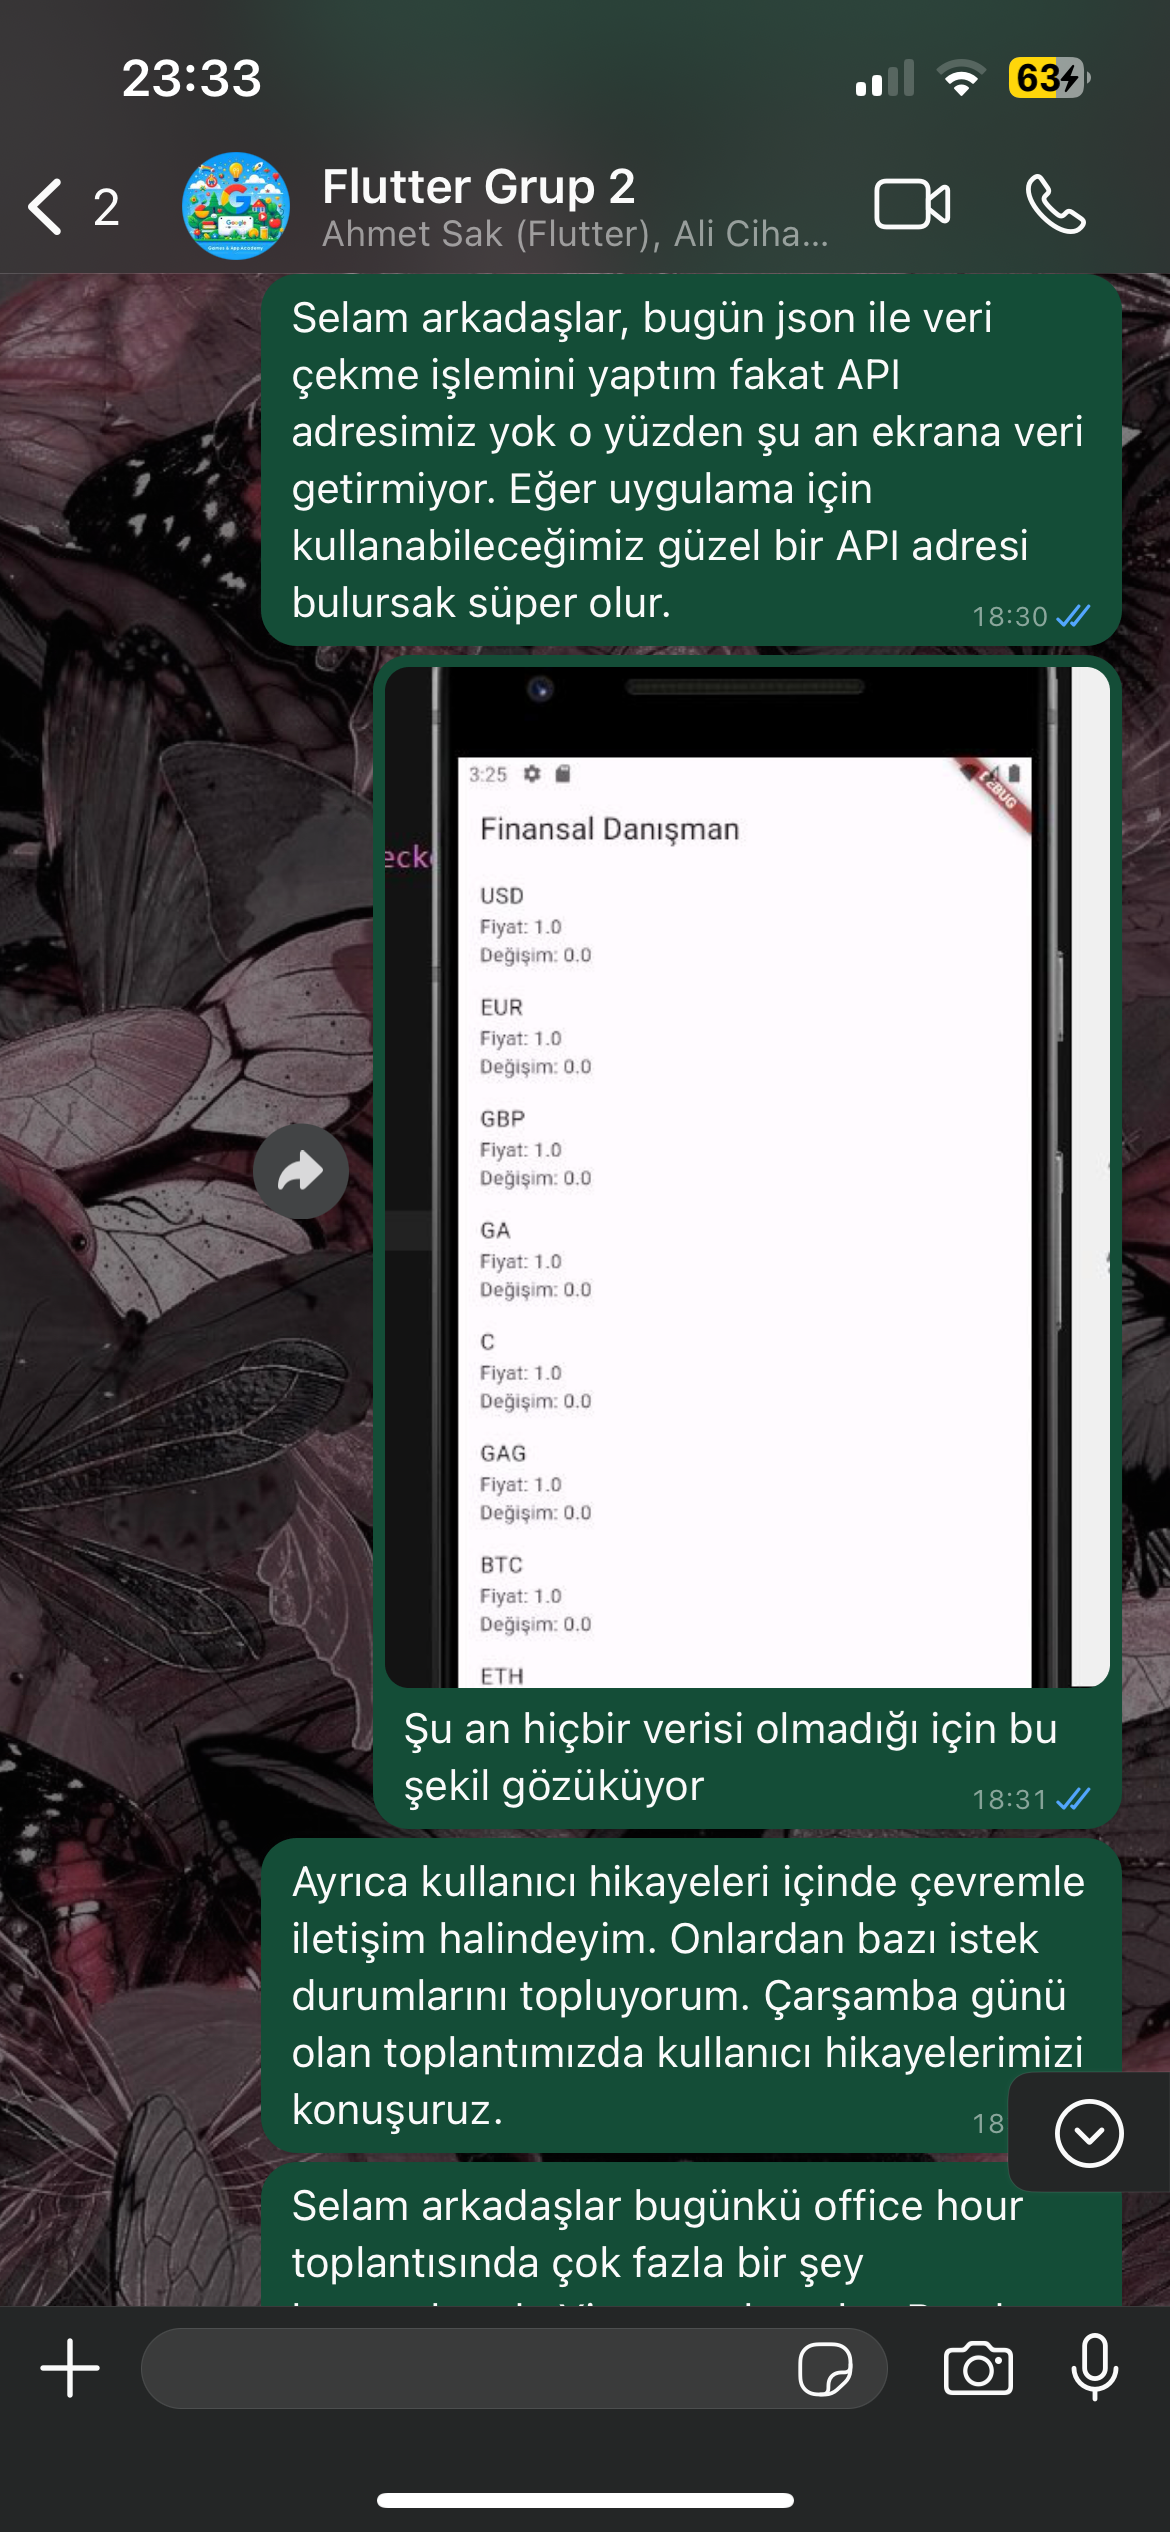 23:33
63
2
Flutter Grup 2
Ahmet Sak (Flutter), Ali Ciha...
Google
Games & App Academy
Selam arkadaşlar, bugün json ile veri
çekme işlemini yaptım fakat API
adresimiz yok o yüzden şu an ekrana veri
getirmiyor. Eğer uygulama için
kullanabileceğimiz güzel bir API adresi
bulursak süper olur.
18:30
3:25
DEBUG
Finansal Danışman
USD
Fiyat: 1.0
Değişim: 0.0
EUR
Fiyat: 1.0
Değişim: 0.0
GBP
Fiyat: 1.0
Değişim: 0.0
GA
Fiyat: 1.0
Değişim: 0.0
C
Fiyat: 1.0
Değişim: 0.0
GAG
Fiyat: 1.0
Değişim: 0.0
BTC
Fiyat: 1.0
Değişim: 0.0
ETH
Şu an hiçbir verisi olmadığı için bu
şekil gözüküyor
18:31
Ayrıca kullanıcı hikayeleri içinde çevremle
iletişim halindeyim. Onlardan bazı istek
durumlarını topluyorum. Çarşamba günü
olan toplantımızda kullanıcı hikayelerimizi
konuşuruz.
18
Selam arkadaşlar bugünkü office hour
toplantısında çok fazla bir şey